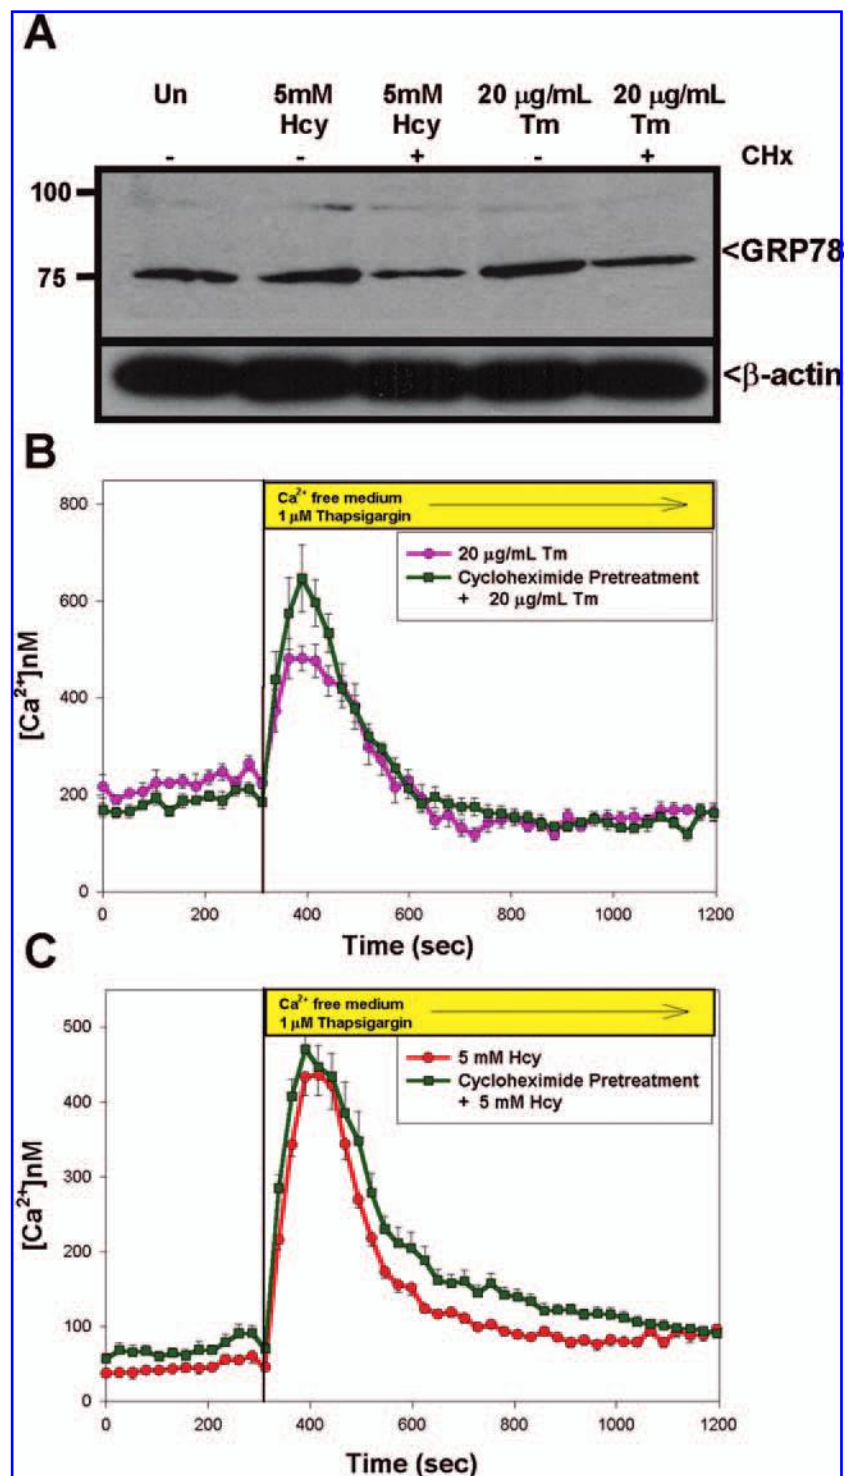 A
Un 5mM 5mM 20 μg/mL 20 μg/mL
Hcy Hcy Tm Tm
- - + - + CHx
100
<GRP78
75
<β-actin
B
Ca2+ free medium
1 μM Thapsigargin
20 μg/mL Tm
Cycloheximide Pretreatment
+ 20 μg/mL Tm
[Ca2+]nM
800
600
400
200
0
0 200 400 600 800 1000 1200
Time (sec)
C
Ca2+ free medium
1 μM Thapsigargin
5 mM Hcy
Cycloheximide Pretreatment
+ 5 mM Hcy
[Ca2+]nM
500
400
300
200
100
0
0 200 400 600 800 1000 1200
Time (sec)